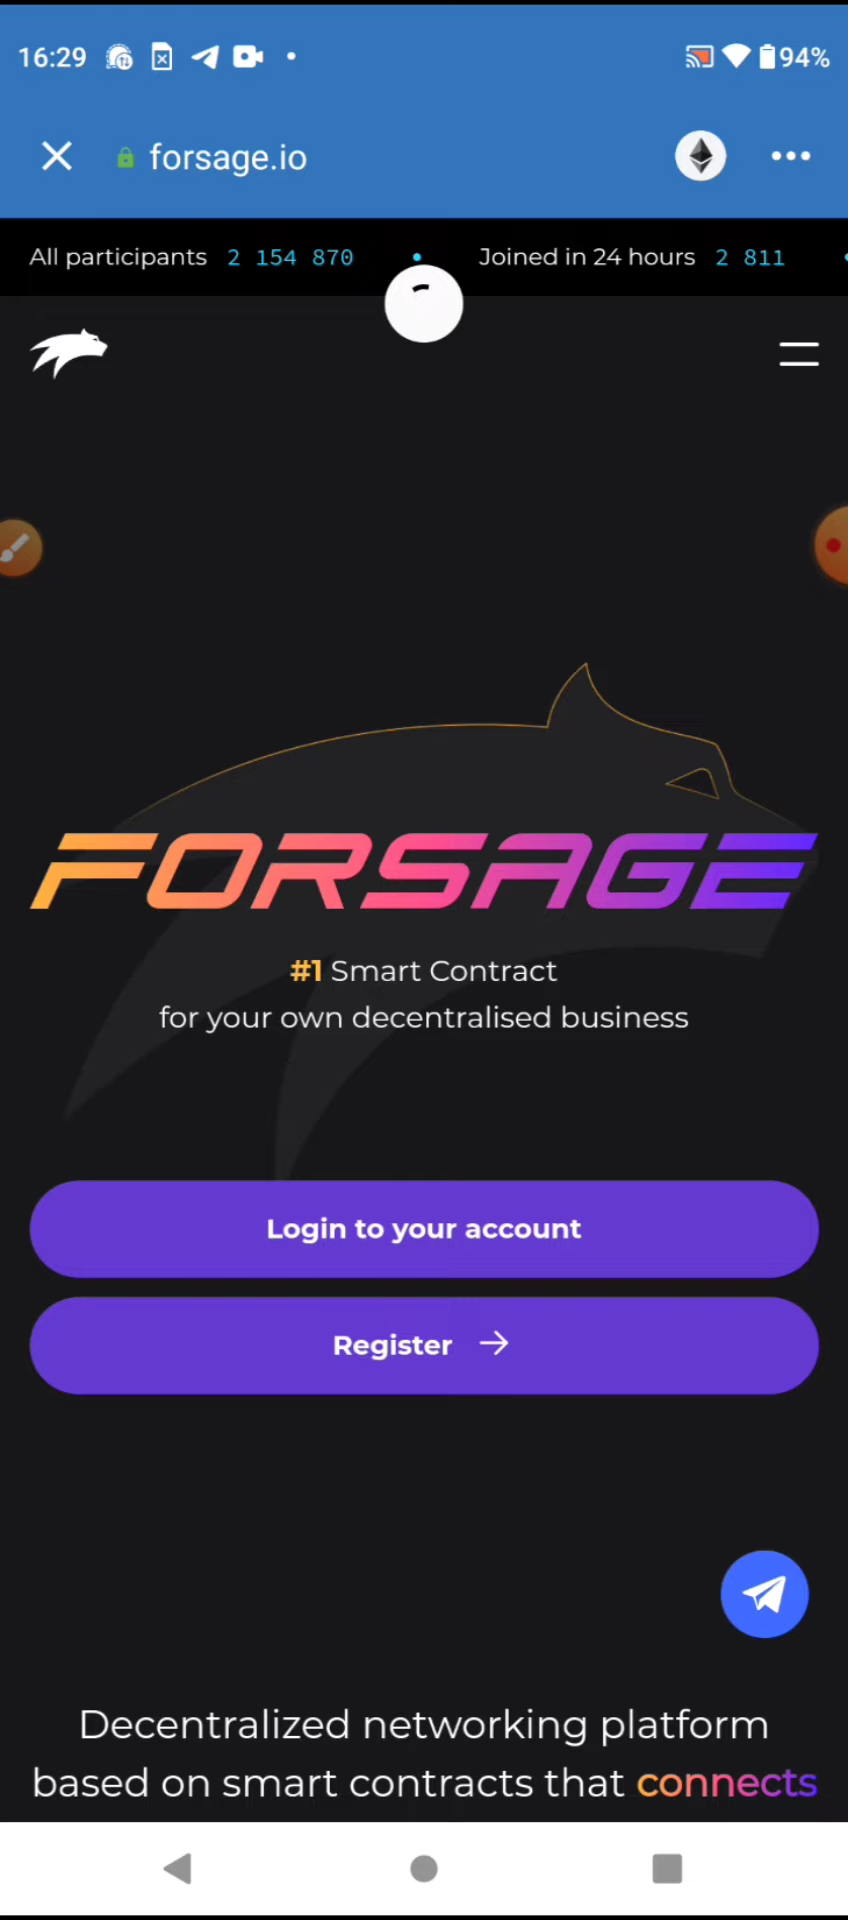 16:29
94%
forsage.io
All participants 2 154 870 • Joined in 24 hours 2 811
FORSAGE
#1 Smart Contract
for your own decentralised business
Login to your account
Register →
Decentralized networking platform
based on smart contracts that connects